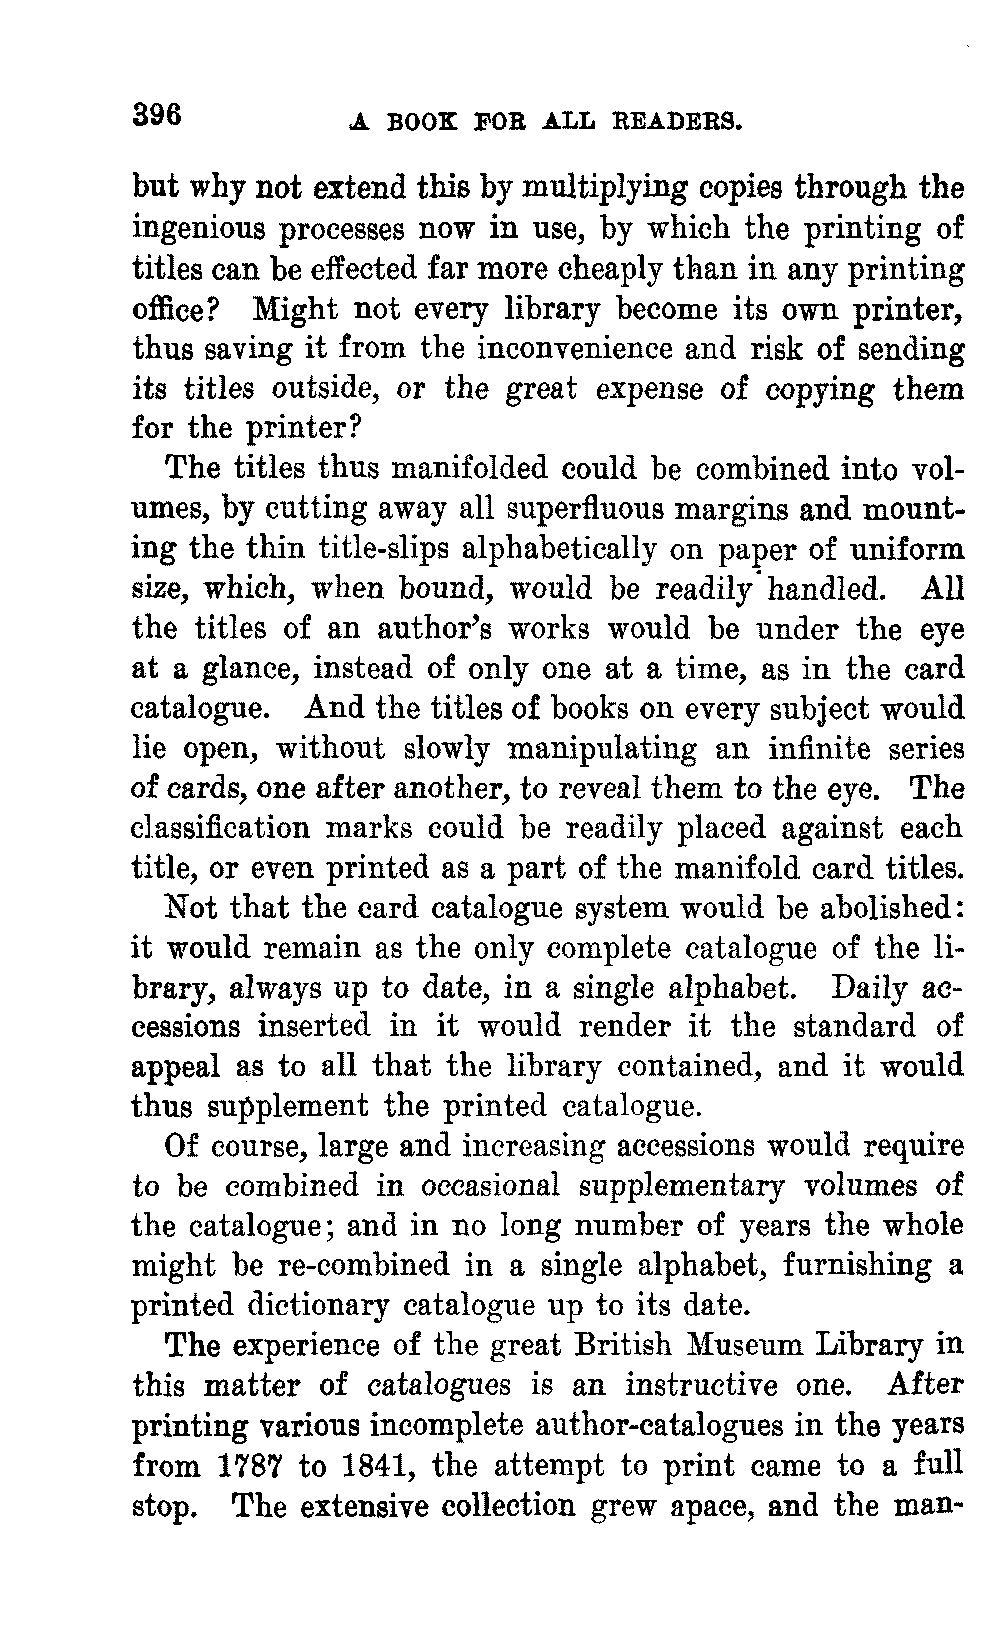 396 A BOOK FOR ALL READERS.
but why not extend this by multiplying copies through the
ingenious processes now in use, by which the printing of
titles can be effected far more cheaply than in any printing
office? Might not every library become its own printer,
thus saving it from the inconvenience and risk of sending
its titles outside, or the great expense of copying them
for the printer?
The titles thus manifolded could be combined into vol-
umes, by cutting away all superfluous margins and mount-
ing the thin title-slips alphabetically on paper of uniform
size, which, when bound, would be readily handled. All
the titles of an author's works would be under the eye
at a glance, instead of only one at a time, as in the card
catalogue. And the titles of books on every subject would
lie open, without slowly manipulating an infinite series
of cards, one after another, to reveal them to the eye. The
classification marks could be readily placed against each
title, or even printed as a part of the manifold card titles.
Not that the card catalogue system would be abolished:
it would remain as the only complete catalogue of the li-
brary, always up to date, in a single alphabet. Daily ac-
cessions inserted in it would render it the standard of
appeal as to all that the library contained, and it would
thus supplement the printed catalogue.
Of course, large and increasing accessions would require
to be combined in occasional supplementary volumes of
the catalogue; and in no long number of years the whole
might be re-combined in a single alphabet, furnishing a
printed dictionary catalogue up to its date.
The experience of the great British Museum Library in
this matter of catalogues is an instructive one. After
printing various incomplete author-catalogues in the years
from 1787 to 1841, the attempt to print came to a full
stop. The extensive collection grew apace, and the man-